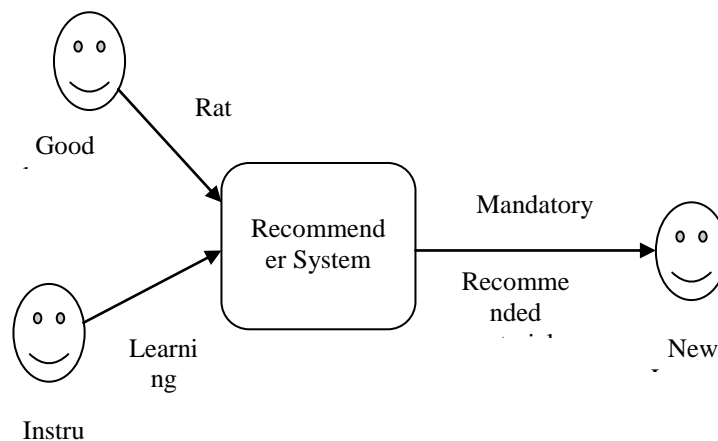 Rat
Good
Recommend
er System
Mandatory
Recomme
nded
Learni
ng
New
Instru